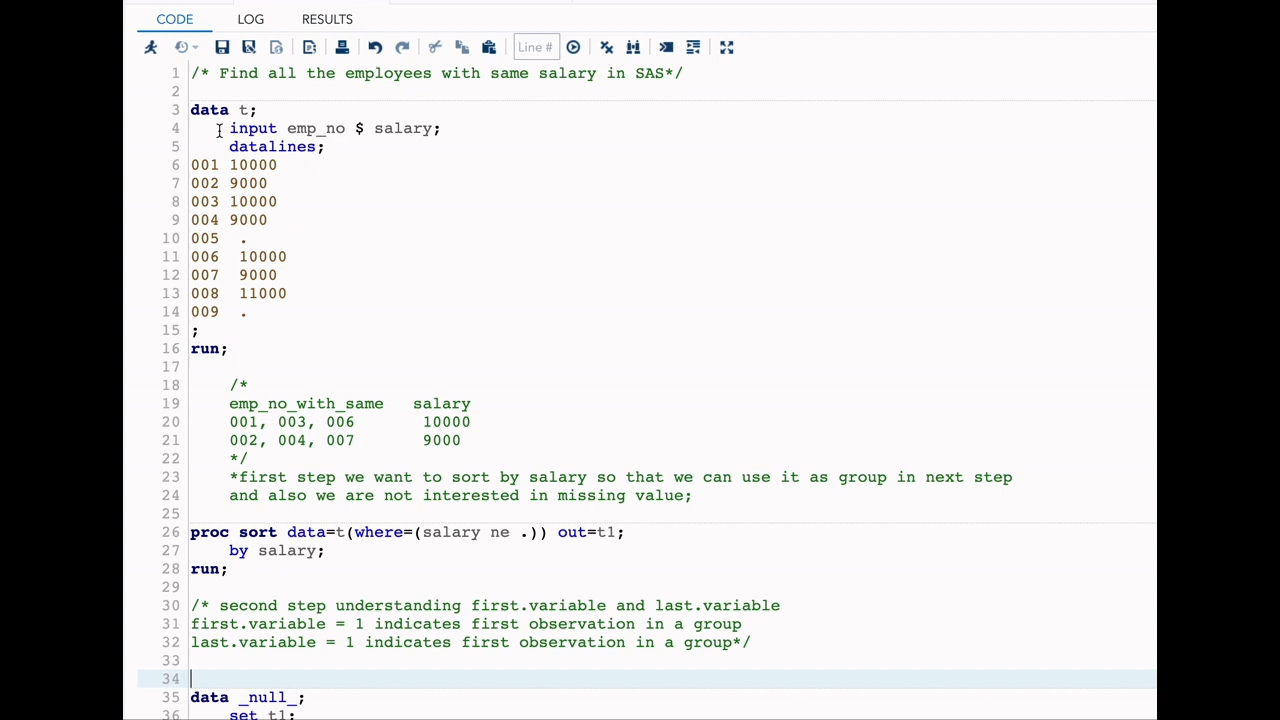 CODE LOG RESULTS
Line #
1 /* Find all the employees with same salary in SAS*/
2
3 data t;
4 input emp_no $ salary;
5 datalines;
6 001 10000
7 002 9000
8 003 10000
9 004 9000
10 005 .
11 006 10000
12 007 9000
13 008 11000
14 009 .
15 ;
16 run;
17
18 /*
19 emp_no_with_same salary
20 001, 003, 006 10000
21 002, 004, 007 9000
22 */
23 *first step we want to sort by salary so that we can use it as group in next step
24 and also we are not interested in missing value;
25
26 proc sort data=t(where=(salary ne .)) out=t1;
27 by salary;
28 run;
29
30 /* second step understanding first.variable and last.variable
31 first.variable = 1 indicates first observation in a group
32 last.variable = 1 indicates first observation in a group*/
33
34
35 data _null_;
36 set t1;